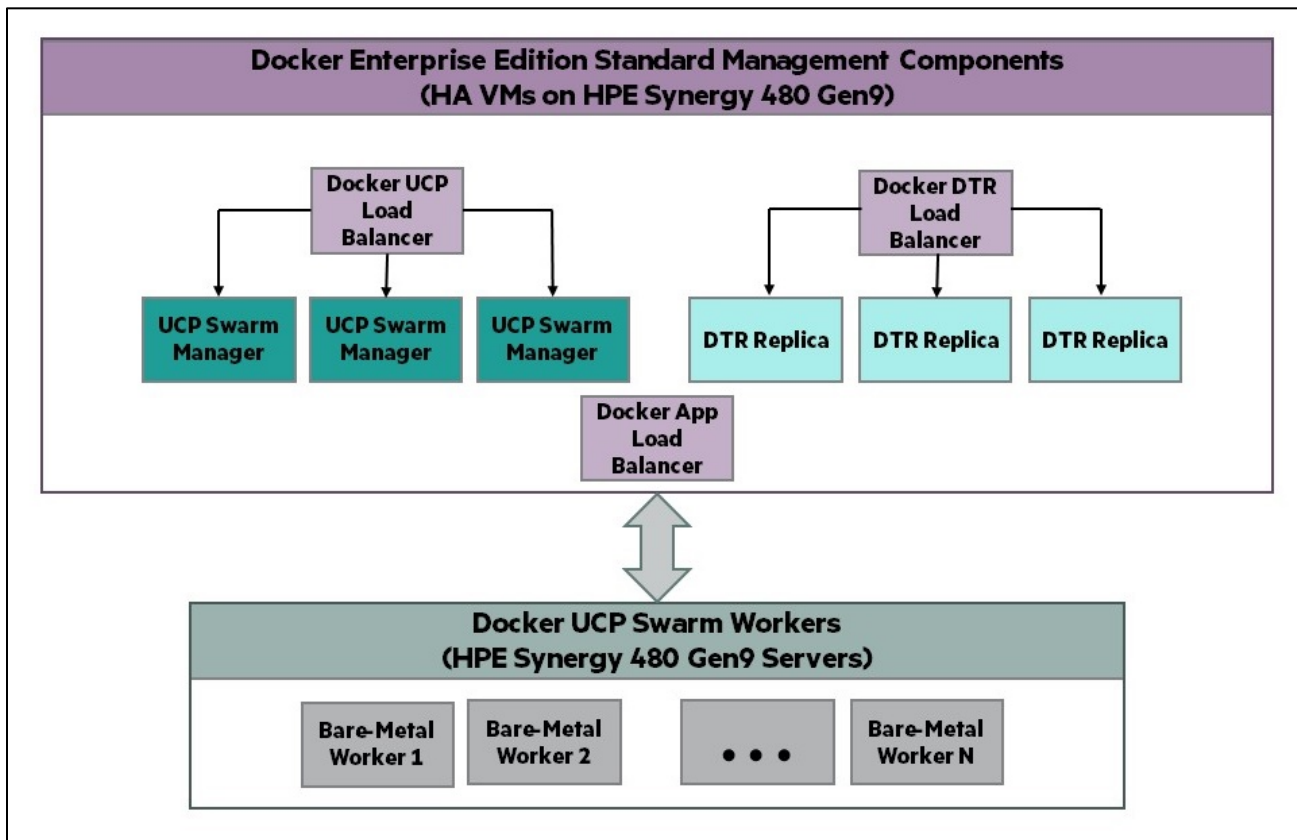 Docker Enterprise Edition Standard Management Components
(HA VMs on HPE Synergy 480 Gen9)
Docker UCP
Load
Balancer
Docker DTR
Load
Balancer
UCP Swarm
Manager
UCP Swarm
Manager
UCP Swarm
Manager
DTR Replica
DTR Replica
DTR Replica
Docker App
Load
Balancer
Docker UCP Swarm Workers
(HPE Synergy 480 Gen9 Servers)
Bare-Metal
Worker 1
Bare-Metal
Worker 2
• • •
Bare-Metal
Worker N